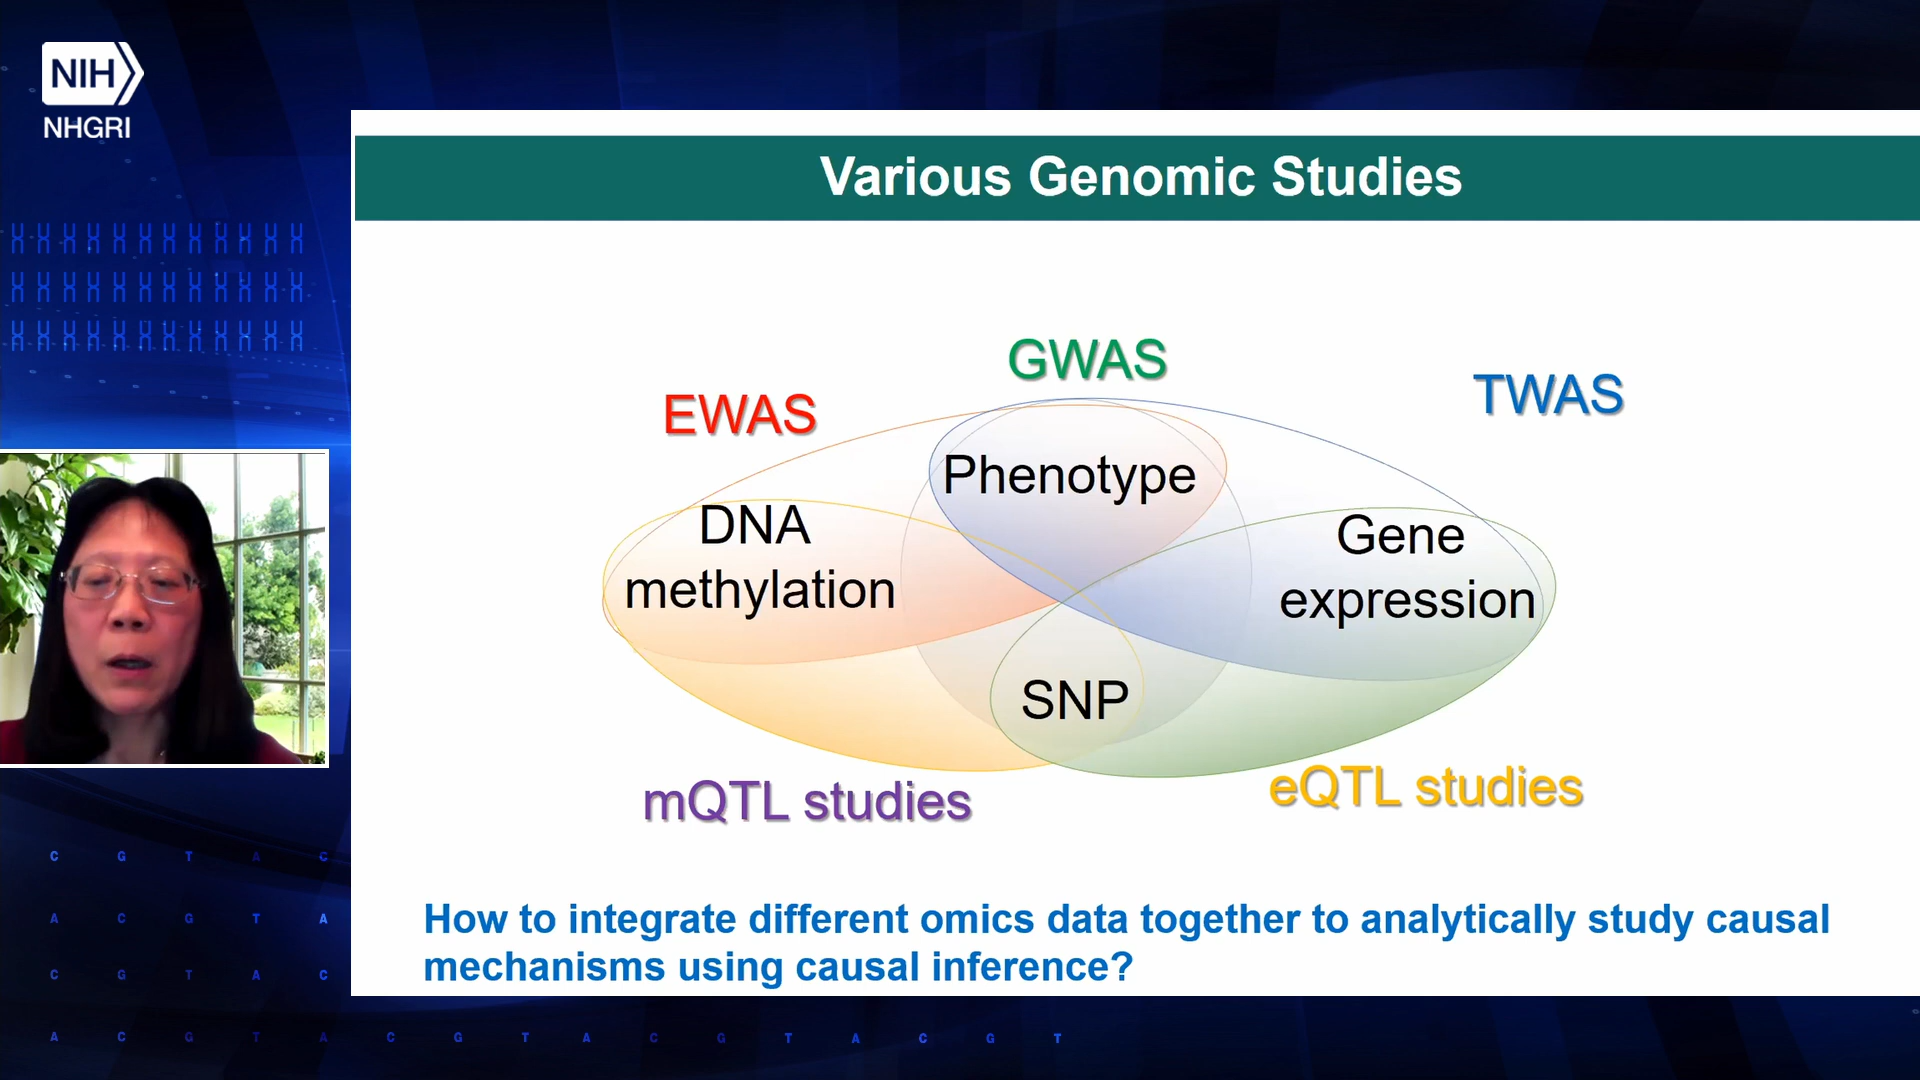 NIH
NHGRI
Various Genomic Studies
GWAS
EWAS
TWAS
Phenotype
DNA
methylation
Gene
expression
SNP
mQTL studies
eQTL studies
How to integrate different omics data together to analytically study causal
mechanisms using causal inference?
C G T A C
A C G T A
C G T A C
A C G T A C G T A C G T A C G T